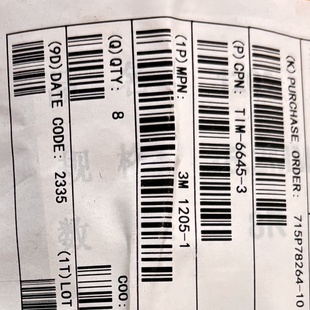 (K) PURCHASE ORDER: 715P78264-10
(P) CPN: TIM-6645-3
(1P) MPN: 3M 1205-1
(Q) QTY: 8
COO:
(9D) DATE CODE: 2335
(1T) LOT